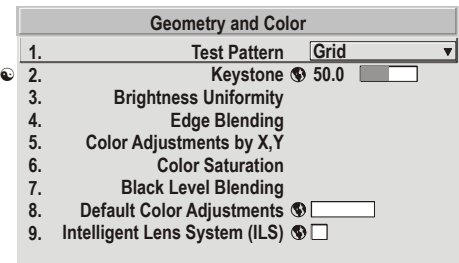 Geometry and Color
1. Test Pattern Grid
2. Keystone 50.0
3. Brightness Uniformity
4. Edge Blending
5. Color Adjustments by X,Y
6. Color Saturation
7. Black Level Blending
8. Default Color Adjustments
9. Intelligent Lens System (ILS)